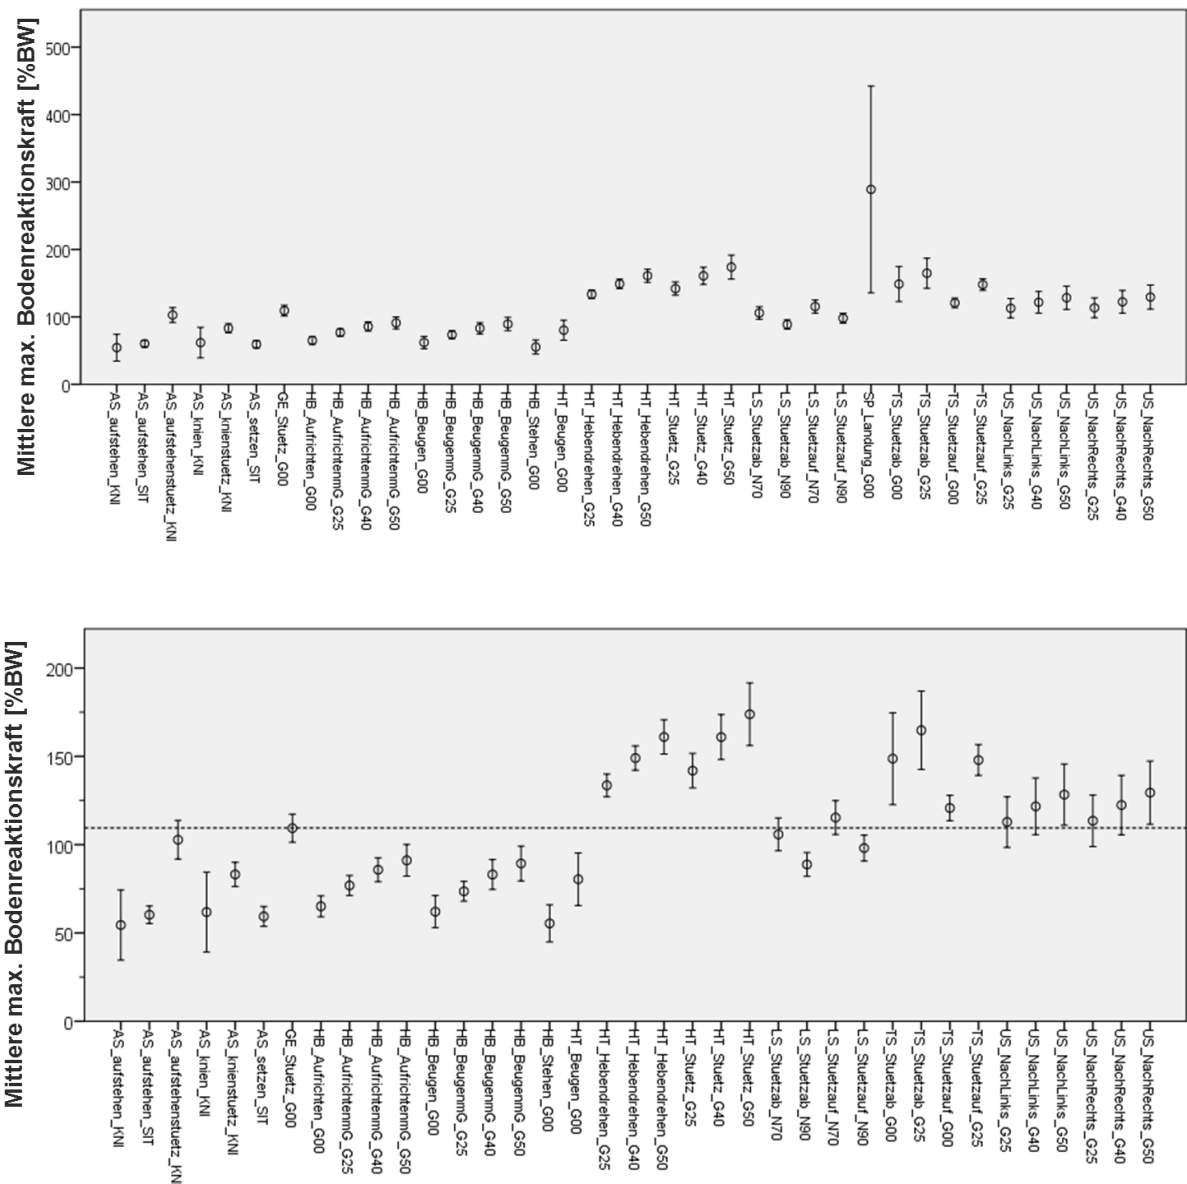 Mittlere max. Bodenreaktionskraft [%BW]
500
400
300
200
100
0
AS_aufstehen_KNI
AS_aufstehen_SIT
AS_aufstehenstuetz_KNI
AS_knien_KNI
AS_knienstuetz_KNI
AS_setzen_SIT
GE_Stuetz_G00
HB_Aufrichten_G00
HB_AufrichtenmG_G25
HB_AufrichtenmG_G40
HB_AufrichtenmG_G50
HB_Beugen_G00
HB_BeugenmG_G25
HB_BeugenmG_G40
HB_BeugenmG_G50
HB_Stehen_G00
HT_Beugen_G00
HT_Hebendrehen_G25
HT_Hebendrehen_G40
HT_Hebendrehen_G50
HT_Stuetz_G25
HT_Stuetz_G40
HT_Stuetz_G50
LS_Stuetzab_N70
LS_Stuetzab_N90
LS_Stuetzauf_N70
LS_Stuetzauf_N90
SP_Landung_G00
TS_Stuetzab_G00
TS_Stuetzab_G25
TS_Stuetzauf_G00
TS_Stuetzauf_G25
US_NachLinks_G25
US_NachLinks_G40
US_NachLinks_G50
US_NachRechts_G25
US_NachRechts_G40
US_NachRechts_G50
Mittlere max. Bodenreaktionskraft [%BW]
200
150
100
50
0
AS_aufstehen_KNI
AS_aufstehen_SIT
AS_aufstehenstuetz_KN
AS_knien_KNI
AS_knienstuetz_KNI
AS_setzen_SIT
GE_Stuetz_G00
HB_Aufrichten_G00
HB_AufrichtenmG_G25
HB_AufrichtenmG_G40
HB_AufrichtenmG_G50
HB_Beugen_G00
HB_BeugenmG_G25
HB_BeugenmG_G40
HB_BeugenmG_G50
HB_Stehen_G00
HT_Beugen_G00
HT_Hebendrehen_G25
HT_Hebendrehen_G40
HT_Hebendrehen_G50
HT_Stuetz_G25
HT_Stuetz_G40
HT_Stuetz_G50
LS_Stuetzab_N70
LS_Stuetzab_N90
LS_Stuetzauf_N70
LS_Stuetzauf_N90
TS_Stuetzab_G00
TS_Stuetzab_G25
TS_Stuetzauf_G00
TS_Stuetzauf_G25
US_NachLinks_G25
US_NachLinks_G40
US_NachLinks_G50
US_NachRechts_G25
US_NachRechts_G40
US_NachRechts_G50